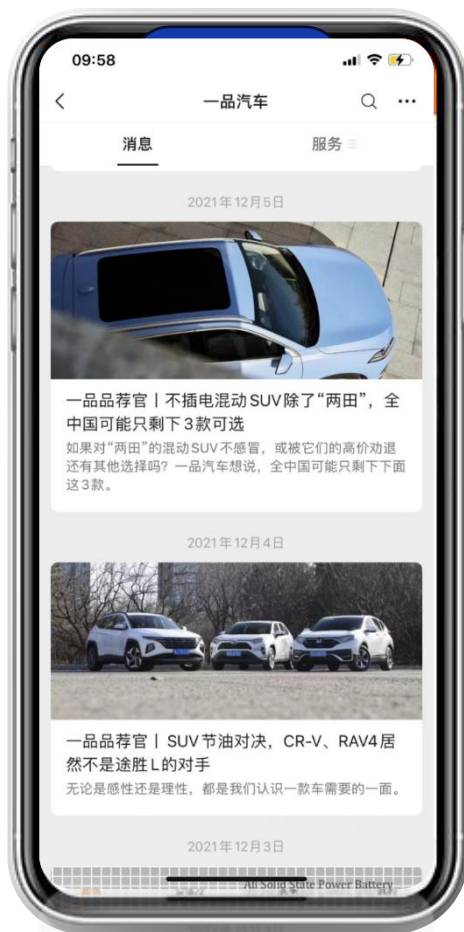 09:58
一品汽车
消息
服务
2021年12月5日
一品品荐官丨不插电混动SUV除了“两田”，全
中国可能只剩下3款可选
如果对“两田”的混动SUV不感冒，或被它们的高价劝退
还有其他选择吗？一品汽车想说，全中国可能只剩下下面
这3款。
2021年12月4日
一品品荐官丨SUV节油对决，CR-V、RAV4居
然不是途胜L的对手
无论是感性还是理性，都是我们认识一款车需要的一面。
2021年12月3日
All Solid State Power Battery